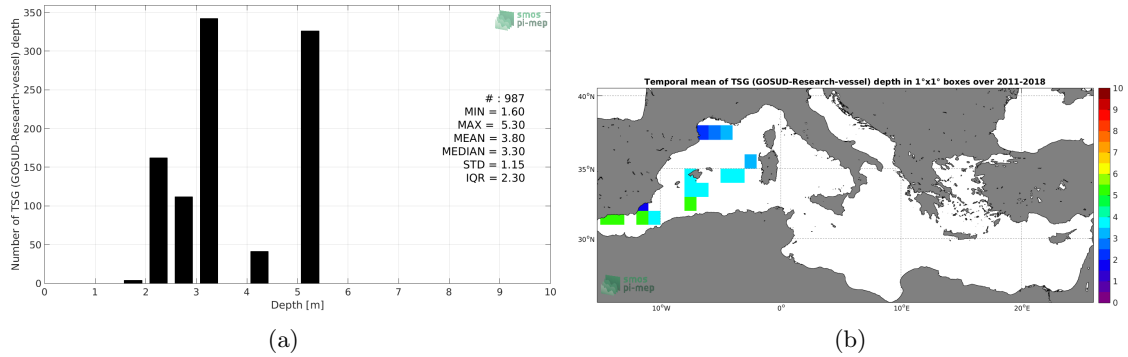 360
350
300
250
200
150
100
50
0
Number of TSG (GOSUD-Research-vessel) depth
smos
pi-mep
# : 987
MIN = 1.60
MAX = 5.30
MEAN = 3.80
MEDIAN = 3.30
STD = 1.15
IQR = 2.30
0 1 2 3 4 5 6 7 8 9 10
Depth [m]
(a)
Temporal mean of TSG (GOSUD-Research-vessel) depth in 1°x1° boxes over 2011-2018
40°N
35°N
30°N
10°W 0° 10°E 20°E
smos
pi-mep
10
9
8
7
6
5
4
3
2
1
0
(b)